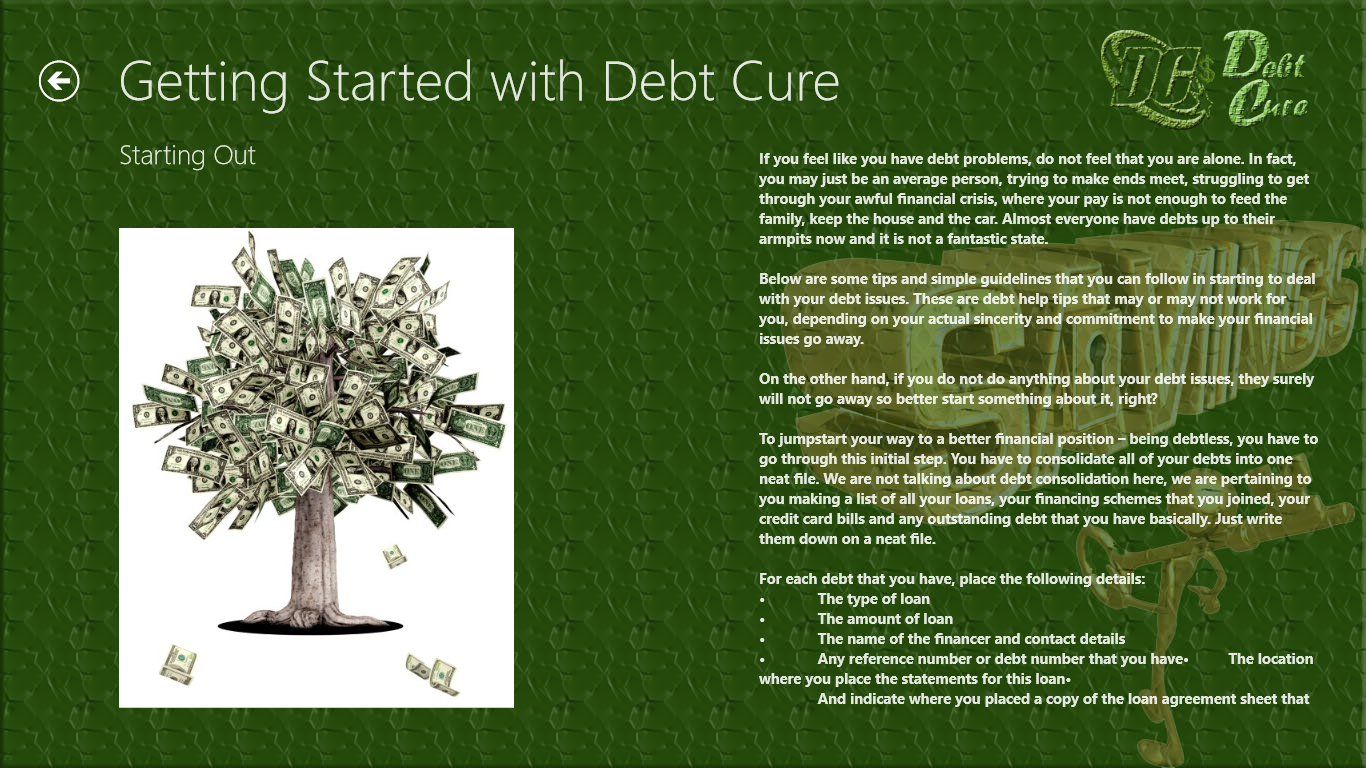 Getting Started with Debt Cure
DC$ Debt
Cure
Starting Out
If you feel like you have debt problems, do not feel that you are alone. In fact,
you may just be an average person, trying to make ends meet, struggling to get
through your awful financial crisis, where your pay is not enough to feed the
family, keep the house and the car. Almost everyone have debts up to their
armpits now and it is not a fantastic state.
Below are some tips and simple guidelines that you can follow in starting to deal
with your debt issues. These are debt help tips that may or may not work for
you, depending on your actual sincerity and commitment to make your financial
issues go away.
On the other hand, if you do not do anything about your debt issues, they surely
will not go away so better start something about it, right?
To jumpstart your way to a better financial position – being debtless, you have to
go through this initial step. You have to consolidate all of your debts into one
neat file. We are not talking about debt consolidation here, we are pertaining to
you making a list of all your loans, your financing schemes that you joined, your
credit card bills and any outstanding debt that you have basically. Just write
them down on a neat file.
For each debt that you have, place the following details:
• The type of loan
• The amount of loan
• The name of the financer and contact details
• Any reference number or debt number that you have• The location
where you place the statements for this loan•
And indicate where you placed a copy of the loan agreement sheet that
SAVINGS